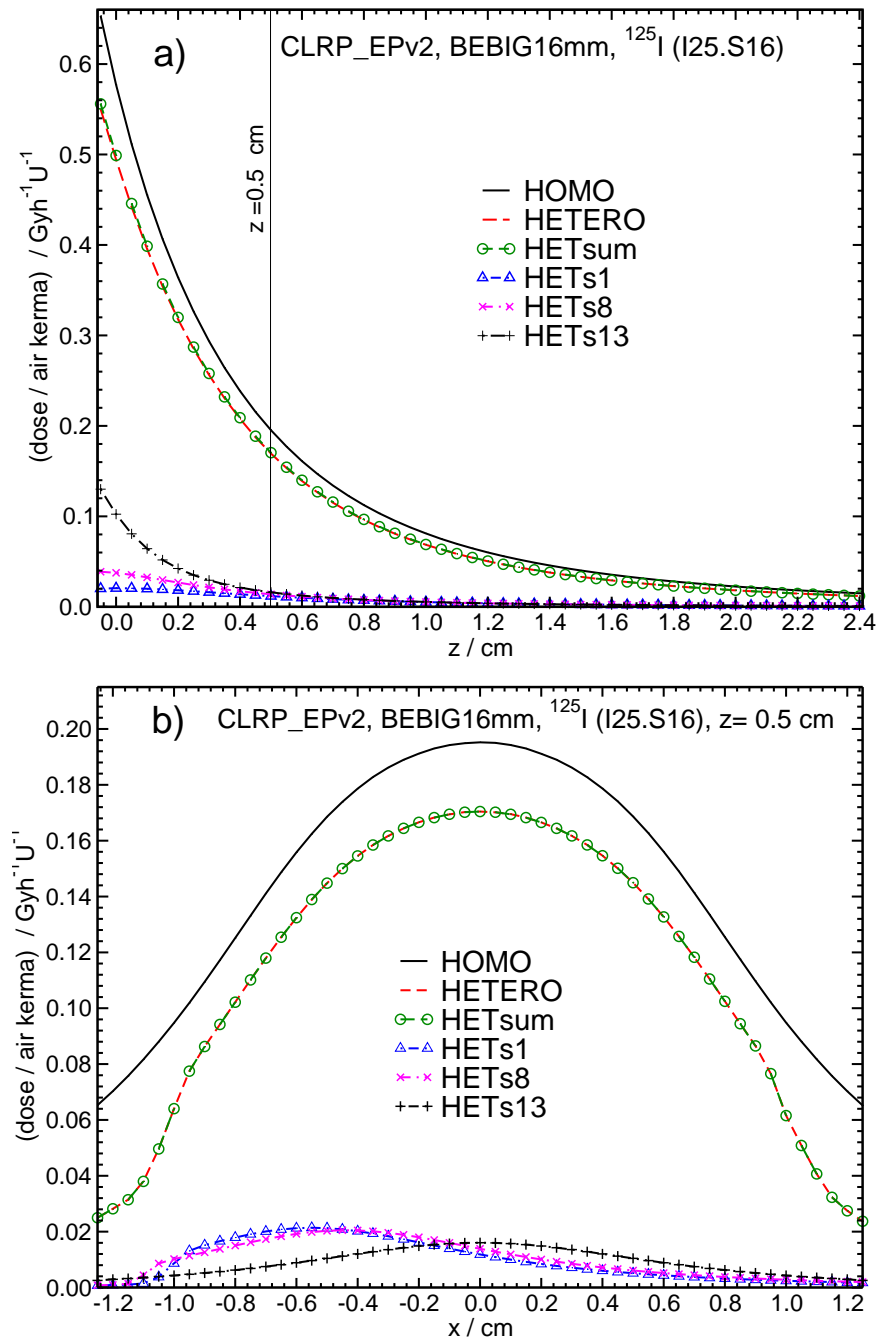 a)
CLRP_EPv2, BEBIG16mm, ¹²⁵I (I25.S16)
z =0.5 cm
HOMO
HETERO
HETsum
HETs1
HETs8
HETs13
(dose / air kerma) / Gyh⁻¹U⁻¹
0.6
0.5
0.4
0.3
0.2
0.1
0.0
0.0 0.2 0.4 0.6 0.8 1.0 1.2 1.4 1.6 1.8 2.0 2.2 2.4
z / cm
b)
CLRP_EPv2, BEBIG16mm, ¹²⁵I (I25.S16), z= 0.5 cm
HOMO
HETERO
HETsum
HETs1
HETs8
HETs13
(dose / air kerma) / Gyh⁻¹U⁻¹
0.20
0.18
0.16
0.14
0.12
0.10
0.08
0.06
0.04
0.02
0.00
-1.2 -1.0 -0.8 -0.6 -0.4 -0.2 0.0 0.2 0.4 0.6 0.8 1.0 1.2
x / cm